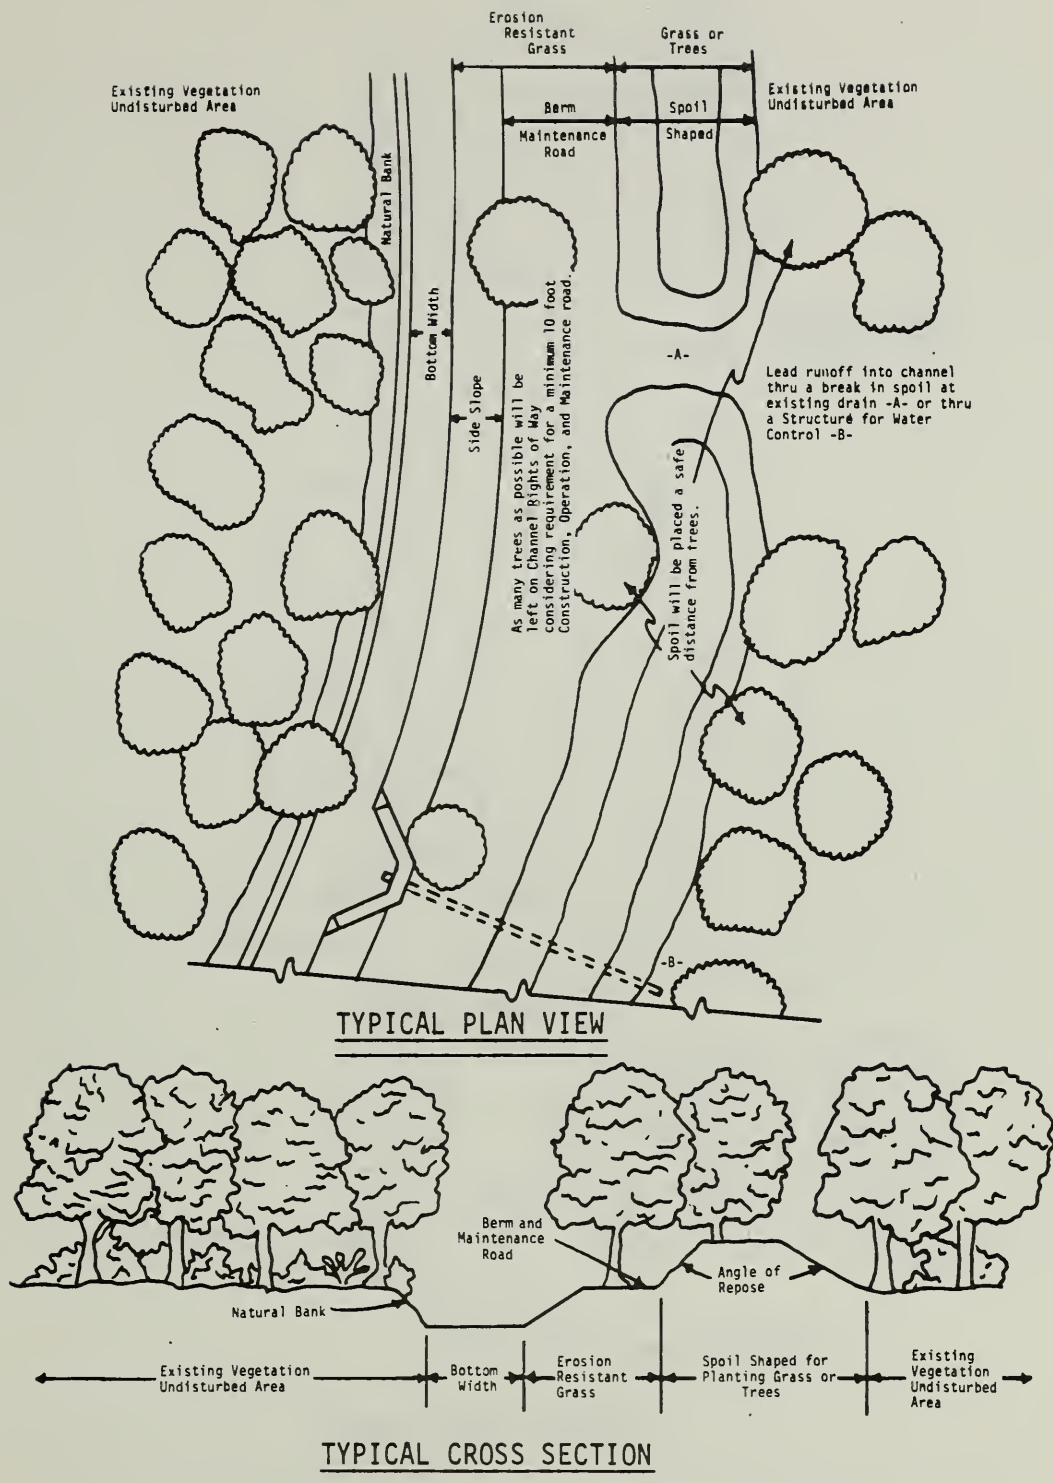 Erosion
Resistant
Grass
Grass or
Trees
Existing Vegetation
Undisturbed Area
Existing Vegetation
Undisturbed Area
Berm
Maintenance
Road
Spoil
Shaped
Natural Bank
Bottom Width
Side Slope
As many trees as possible will be
left on Channel Rights of Way
considering requirement for a minimum 10 foot
Construction, Operation, and Maintenance road.
-A-
Lead runoff into channel
thru a break in spoil at
existing drain -A- or thru
a Structure for Water
Control -B-
Spoil will be placed a safe
distance from trees.
-B-
TYPICAL PLAN VIEW
Berm and
Maintenance
Road
Angle of
Repose
Natural Bank
Existing Vegetation
Undisturbed Area
Bottom
Width
Erosion
Resistant
Grass
Spoil Shaped for
Planting Grass or
Trees
Existing
Vegetation
Undisturbed
Area
TYPICAL CROSS SECTION